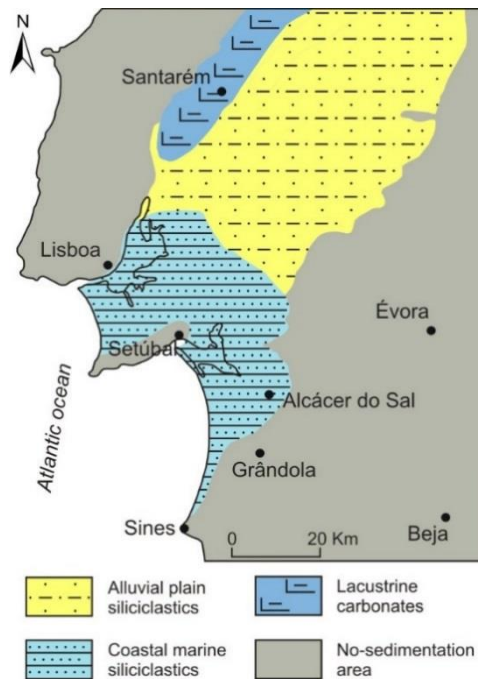 N
Santarém
Lisboa
Évora
Setúbal
Alcácer do Sal
Atlantic ocean
Grândola
Sines
0 20 Km
Beja
Alluvial plain
siliciclastics
Lacustrine
carbonates
Coastal marine
siliciclastics
No-sedimentation
area